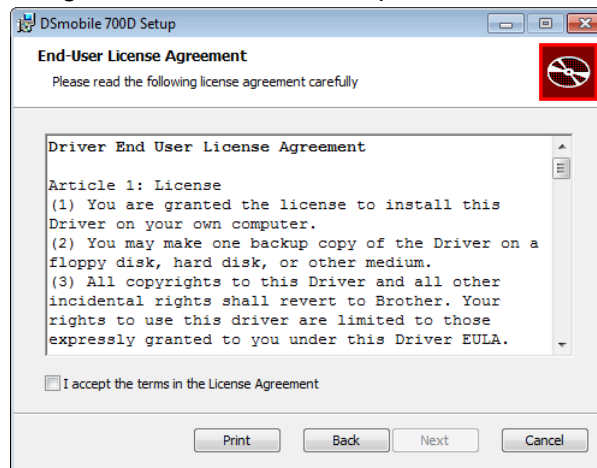 DSmobile 700D Setup
End-User License Agreement
Please read the following license agreement carefully
Driver End User License Agreement
Article 1: License
(1) You are granted the license to install this
Driver on your own computer.
(2) You may make one backup copy of the Driver on a
floppy disk, hard disk, or other medium.
(3) All copyrights to this Driver and all other
incidental rights shall revert to Brother. Your
rights to use this driver are limited to those
expressly granted to you under this Driver EULA.
I accept the terms in the License Agreement
Print Back Next Cancel